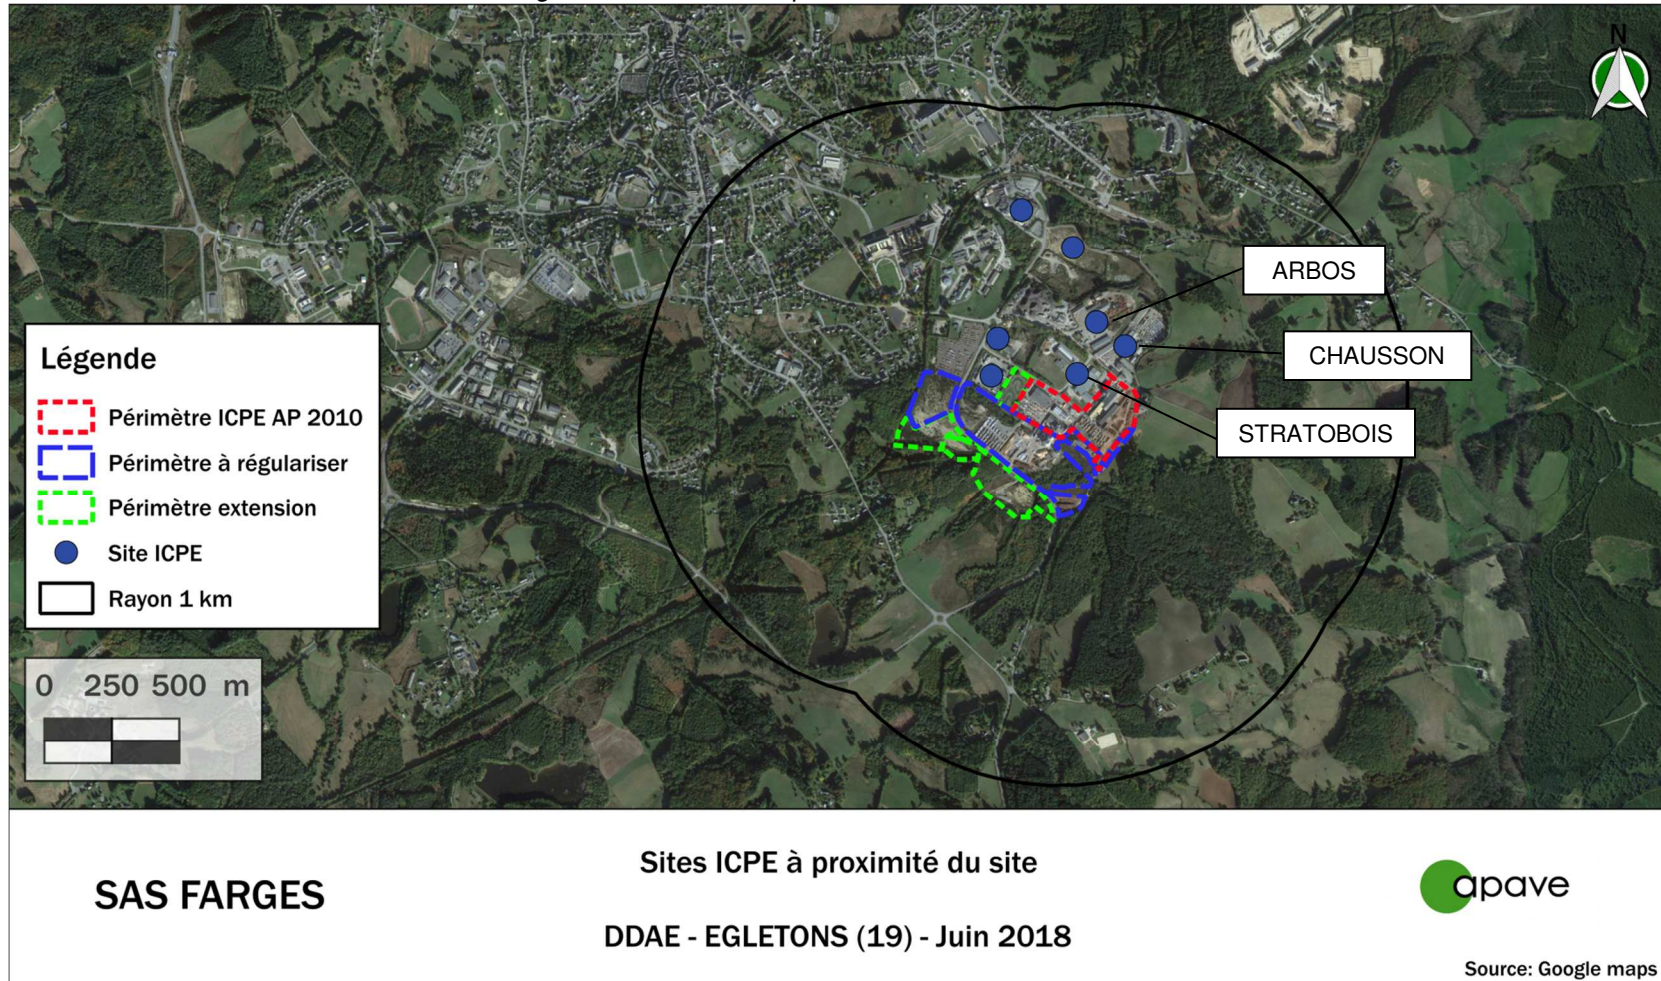 N
ARBOS
CHAUSSON
STRATOBOIS
Légende
Périmètre ICPE AP 2010
Périmètre à régulariser
Périmètre extension
Site ICPE
Rayon 1 km
0 250 500 m
SAS FARGES
Sites ICPE à proximité du site
DDAE - EGLETONS (19) - Juin 2018
apave
Source: Google maps